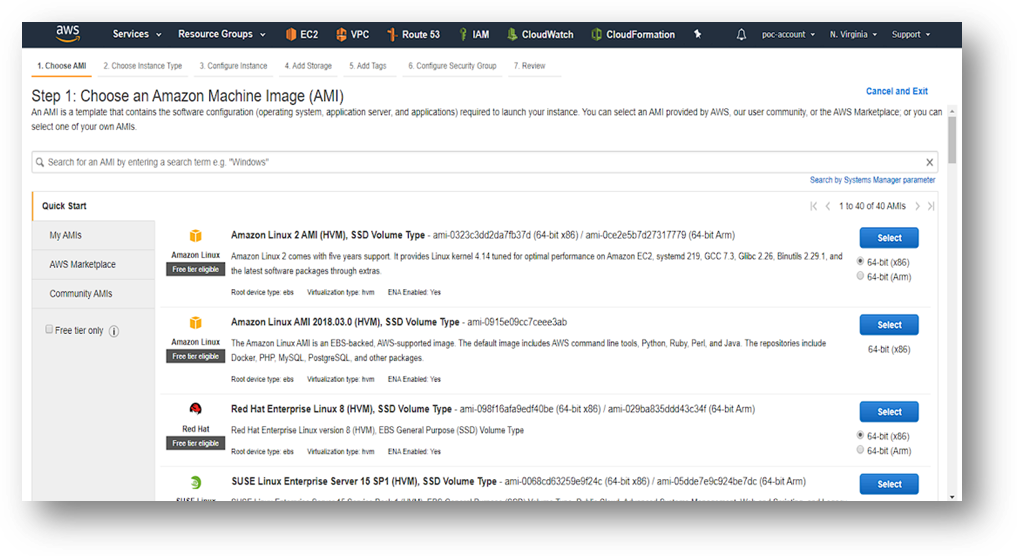 aws Services Resource Groups EC2 VPC Route 53 IAM CloudWatch CloudFormation poc-account N. Virginia Support
1. Choose AMI 2. Choose Instance Type 3. Configure Instance 4. Add Storage 5. Add Tags 6. Configure Security Group 7. Review
Step 1: Choose an Amazon Machine Image (AMI)
Cancel and Exit
An AMI is a template that contains the software configuration (operating system, application server, and applications) required to launch your instance. You can select an AMI provided by AWS, our user community, or the AWS Marketplace; or you can
select one of your own AMIs.
Search for an AMI by entering a search term e.g. "Windows"
Search by Systems Manager parameter
Quick Start
1 to 40 of 40 AMIs
My AMIs
AWS Marketplace
Community AMIs
Free tier only
Amazon Linux
Free tier eligible
Amazon Linux 2 AMI (HVM), SSD Volume Type - ami-0323c3dd2da7fb37d (64-bit x86) / ami-0ce2e5b7d27317779 (64-bit Arm)
Amazon Linux 2 comes with five years support. It provides Linux kernel 4.14 tuned for optimal performance on Amazon EC2, systemd 219, GCC 7.3, Glibc 2.26, Binutils 2.29.1, and
the latest software packages through extras.
Root device type: ebs Virtualization type: hvm ENA Enabled: Yes
Select
64-bit (x86)
64-bit (Arm)
Amazon Linux
Free tier eligible
Amazon Linux AMI 2018.03.0 (HVM), SSD Volume Type - ami-0915e09cc7ceee3ab
The Amazon Linux AMI is an EBS-backed, AWS-supported image. The default image includes AWS command line tools, Python, Ruby, Perl, and Java. The repositories include
Docker, PHP, MySQL, PostgreSQL, and other packages.
Root device type: ebs Virtualization type: hvm ENA Enabled: Yes
Select
64-bit (x86)
Red Hat
Free tier eligible
Red Hat Enterprise Linux 8 (HVM), SSD Volume Type - ami-098f16afa9edf40be (64-bit x86) / ami-029ba835ddd43c34f (64-bit Arm)
Red Hat Enterprise Linux version 8 (HVM), EBS General Purpose (SSD) Volume Type
Root device type: ebs Virtualization type: hvm ENA Enabled: Yes
Select
64-bit (x86)
64-bit (Arm)
SUSE Linux
SUSE Linux Enterprise Server 15 SP1 (HVM), SSD Volume Type - ami-0068cd63259e9f24c (64-bit x86) / ami-05dde7e9c924be7dc (64-bit Arm)
Select